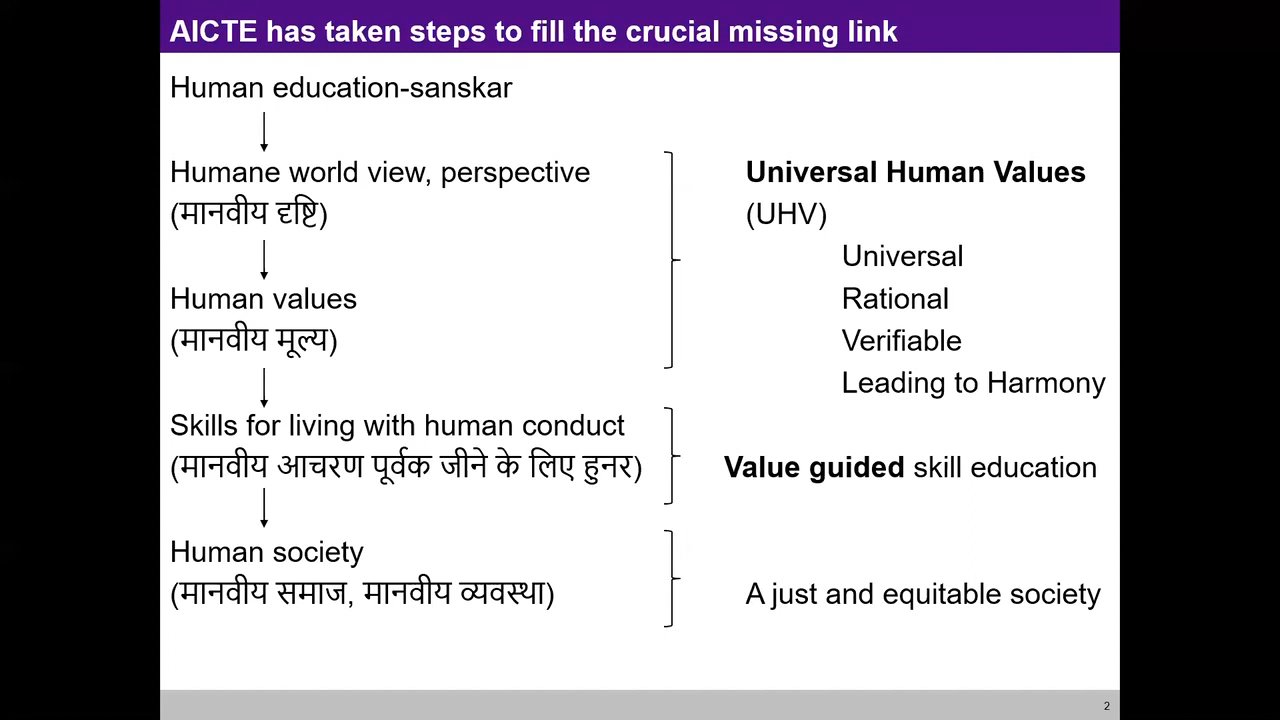 AICTE has taken steps to fill the crucial missing link
Human education-sanskar
Humane world view, perspective
(मानवीय दृष्टि)
Human values
(मानवीय मूल्य)
Skills for living with human conduct
(मानवीय आचरण पूर्वक जीने के लिए हुनर)
Human society
(मानवीय समाज, मानवीय व्यवस्था)
Universal Human Values
(UHV)
Universal
Rational
Verifiable
Leading to Harmony
Value guided skill education
A just and equitable society
2